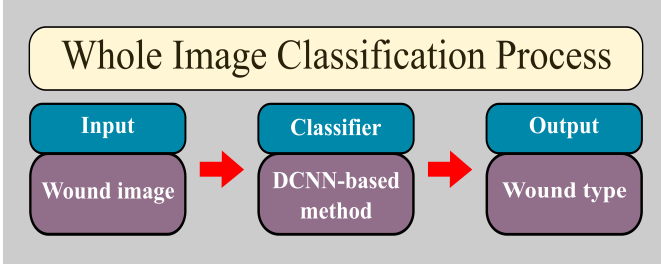 Whole Image Classification Process
Input
Wound image
Classifier
DCNN-based
method
Output
Wound type